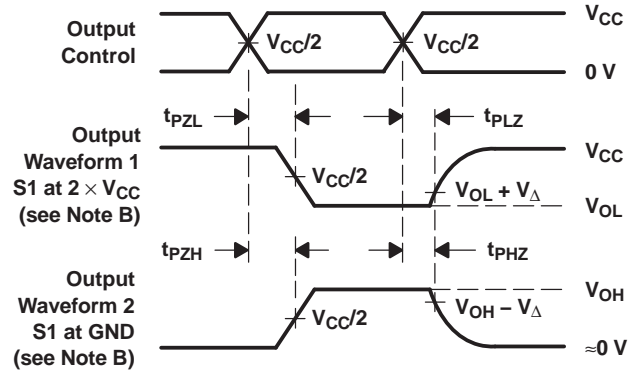 Output
Control
V_CC/2
V_CC/2
V_CC
0 V
t_PZL
t_PLZ
Output
Waveform 1
S1 at 2 × V_CC
(see Note B)
V_CC/2
V_CC
V_OL + V_Δ
V_OL
t_PZH
t_PHZ
Output
Waveform 2
S1 at GND
(see Note B)
V_CC/2
V_OH
V_OH – V_Δ
≈0 V